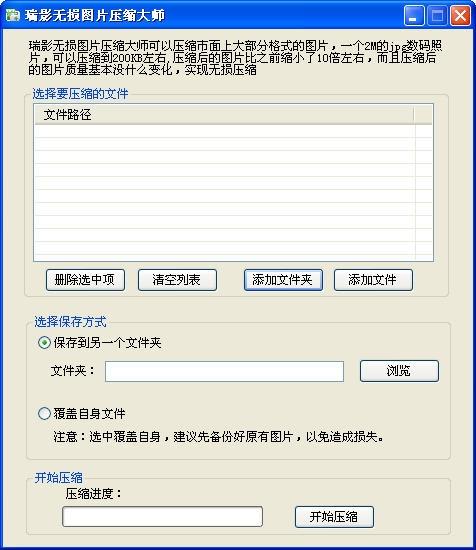 瑞影无损图片压缩大师
瑞影无损图片压缩大师可以压缩市面上大部分格式的图片，一个2M的jpg数码照
片，可以压缩到200KB左右,压缩后的图片比之前缩小了10倍左右，而且压缩后
的图片质量基本没什么变化，实现无损压缩
选择要压缩的文件
文件路径
删除选中项 清空列表 添加文件夹 添加文件
选择保存方式
保存到另一个文件夹
文件夹： 浏览
覆盖自身文件
注意：选中覆盖自身，建议先备份好原有图片，以免造成损失。
开始压缩
压缩进度：
开始压缩